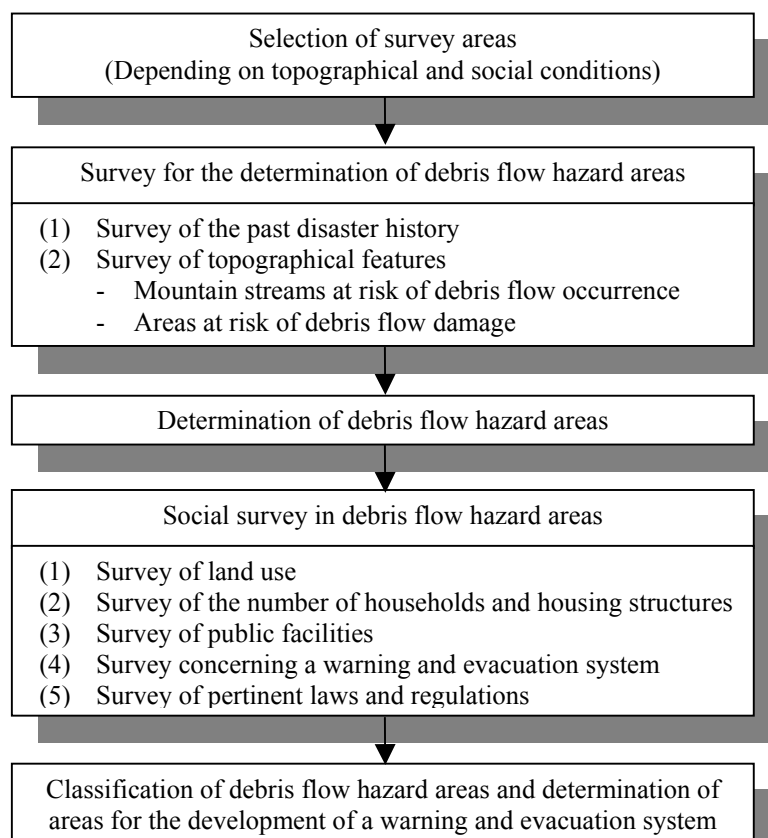 Selection of survey areas
(Depending on topographical and social conditions)
Survey for the determination of debris flow hazard areas
(1) Survey of the past disaster history
(2) Survey of topographical features
- Mountain streams at risk of debris flow occurrence
- Areas at risk of debris flow damage
Determination of debris flow hazard areas
Social survey in debris flow hazard areas
(1) Survey of land use
(2) Survey of the number of households and housing structures
(3) Survey of public facilities
(4) Survey concerning a warning and evacuation system
(5) Survey of pertinent laws and regulations
Classification of debris flow hazard areas and determination of
areas for the development of a warning and evacuation system